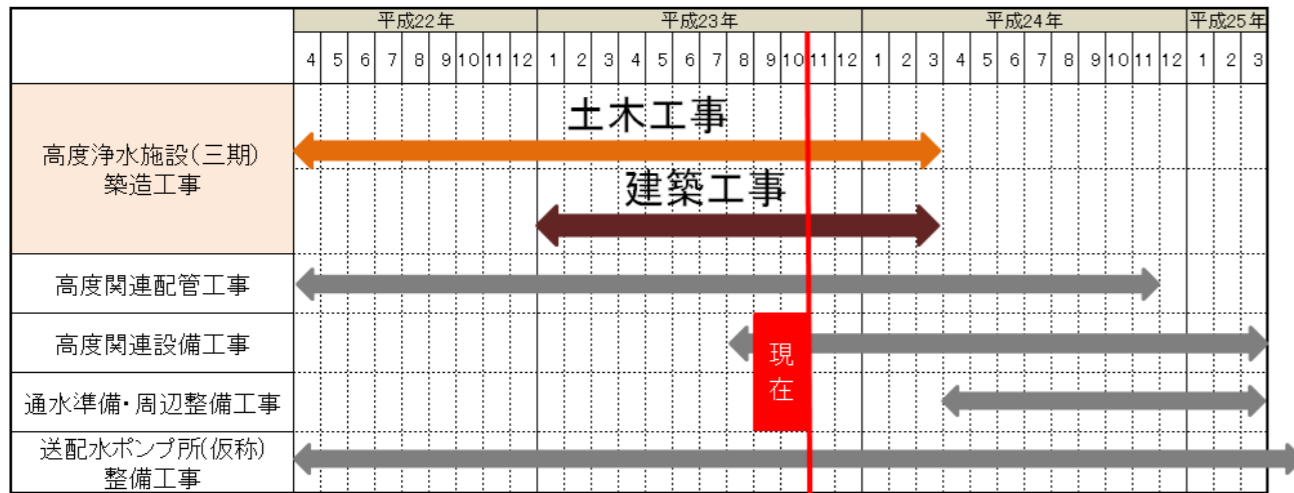 平成22年 平成23年 平成24年 平成25年
4 5 6 7 8 9 10 11 12 1 2 3 4 5 6 7 8 9 10 11 12 1 2 3 4 5 6 7 8 9 10 11 12 1 2 3
高度浄水施設(三期)
築造工事
土木工事
建築工事
高度関連配管工事
高度関連設備工事
現
在
通水準備・周辺整備工事
送配水ポンプ所(仮称)
整備工事